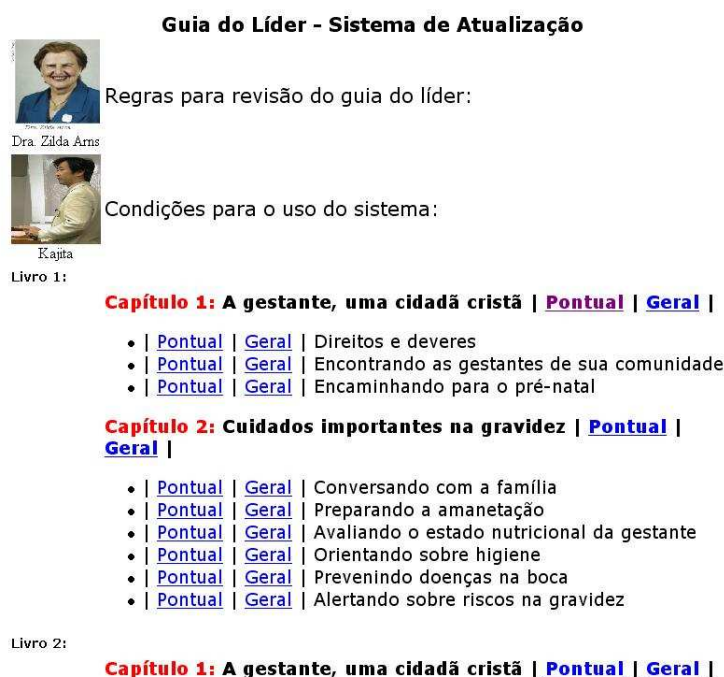 Guia do Líder - Sistema de Atualização
Regras para revisão do guia do líder:
Dra. Zilda Arns
Dra. Zilda Arns
Condições para o uso do sistema:
Kajita
Livro 1:
Capítulo 1: A gestante, uma cidadã cristã | Pontual | Geral |
• | Pontual | Geral | Direitos e deveres
• | Pontual | Geral | Encontrando as gestantes de sua comunidade
• | Pontual | Geral | Encaminhando para o pré-natal
Capítulo 2: Cuidados importantes na gravidez | Pontual |
Geral |
• | Pontual | Geral | Conversando com a família
• | Pontual | Geral | Preparando a amanetação
• | Pontual | Geral | Avaliando o estado nutricional da gestante
• | Pontual | Geral | Orientando sobre higiene
• | Pontual | Geral | Prevenindo doenças na boca
• | Pontual | Geral | Alertando sobre riscos na gravidez
Livro 2:
Capítulo 1: A gestante, uma cidadã cristã | Pontual | Geral |